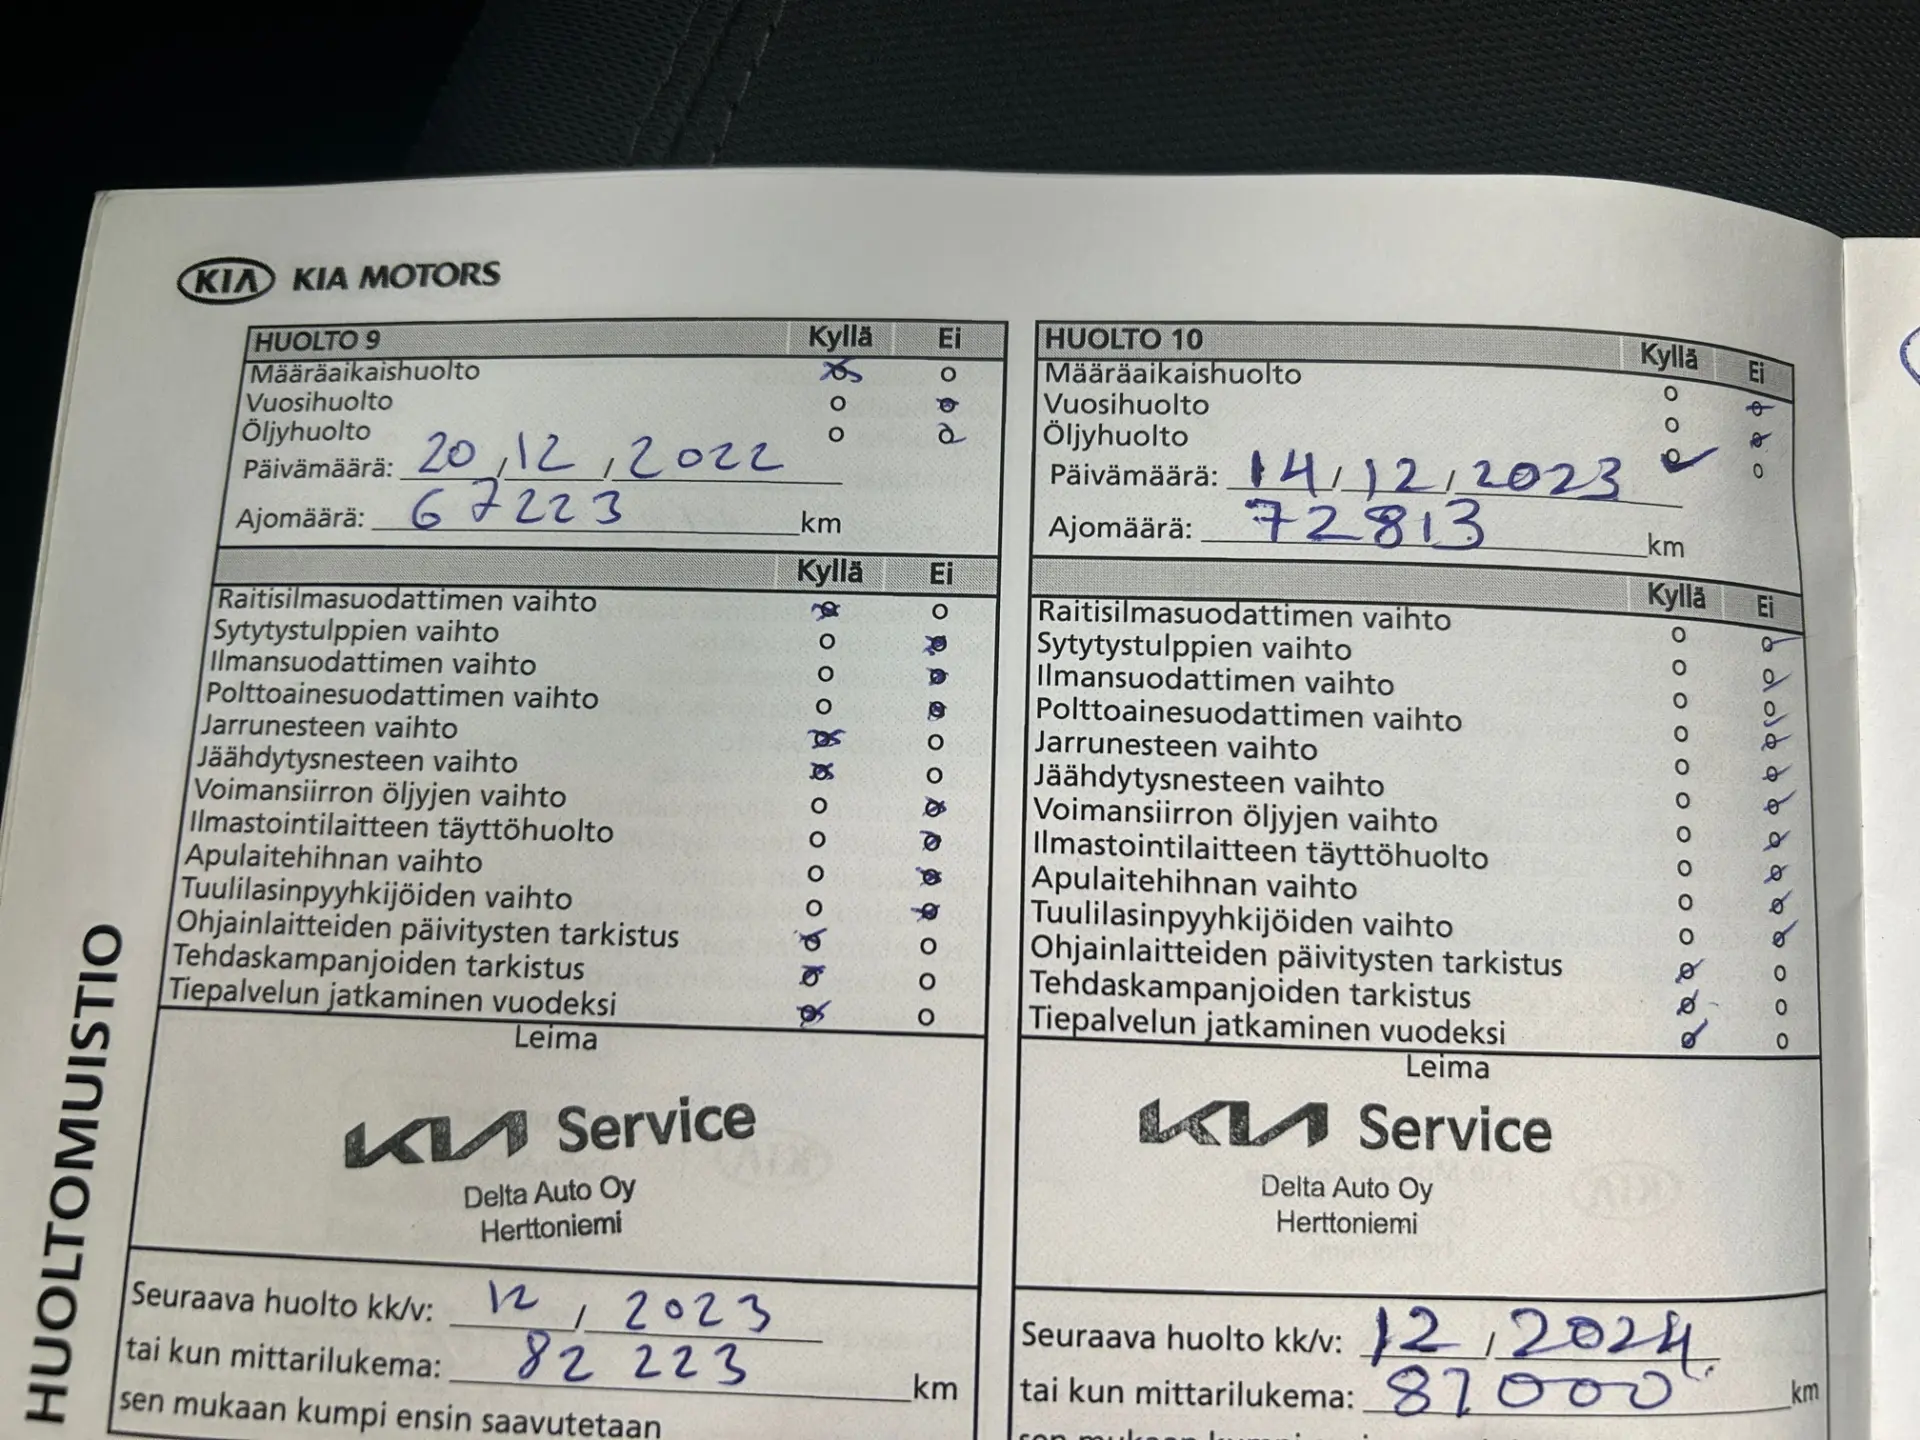 KIA KIA MOTORS
HUOLTO 9 Kyllä Ei
Määräaikaishuolto
Vuosihuolto
Öljyhuolto
Päivämäärä: 20 / 12 / 2022
Ajomäärä: 67223 km
Kyllä Ei
Raitisilmasuodattimen vaihto
Sytytystulppien vaihto
Ilmansuodattimen vaihto
Polttoainesuodattimen vaihto
Jarrunesteen vaihto
Jäähdytysnesteen vaihto
Voimansiirron öljyjen vaihto
Ilmastointilaitteen täyttöhuolto
Apulaitehihnan vaihto
Tuulilasinpyyhkijöiden vaihto
Ohjainlaitteiden päivitysten tarkistus
Tehdaskampanjoiden tarkistus
Tiepalvelun jatkaminen vuodeksi
Leima
KIA Service
Delta Auto Oy
Herttoniemi
Seuraava huolto kk/v: 12 / 2023
tai kun mittarilukema: 82 223 km
sen mukaan kumpi ensin saavutetaan
HUOLTO 10 Kyllä Ei
Määräaikaishuolto
Vuosihuolto
Öljyhuolto
Päivämäärä: 14 / 12 / 2023
Ajomäärä: 72813 km
Kyllä Ei
Raitisilmasuodattimen vaihto
Sytytystulppien vaihto
Ilmansuodattimen vaihto
Polttoainesuodattimen vaihto
Jarrunesteen vaihto
Jäähdytysnesteen vaihto
Voimansiirron öljyjen vaihto
Ilmastointilaitteen täyttöhuolto
Apulaitehihnan vaihto
Tuulilasinpyyhkijöiden vaihto
Ohjainlaitteiden päivitysten tarkistus
Tehdaskampanjoiden tarkistus
Tiepalvelun jatkaminen vuodeksi
Leima
KIA Service
Delta Auto Oy
Herttoniemi
Seuraava huolto kk/v: 12 / 2024
tai kun mittarilukema: 87000 km
HUOLTOMUISTIO